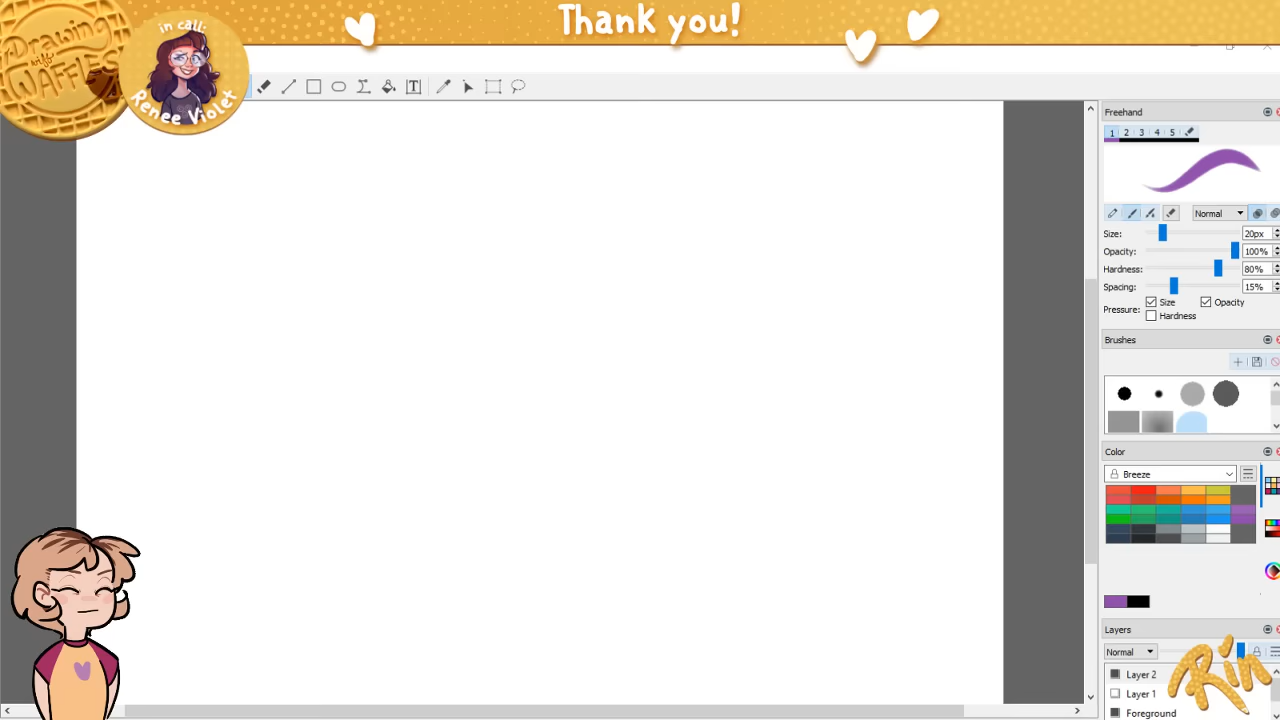 Thank you!
Drawing
with
WAFFLES
in call:
Renee Violet
T
Freehand
1 2 3 4 5
Normal
Size: 20px
Opacity: 100%
Hardness: 80%
Spacing: 15%
Pressure: Size Opacity
Hardness
Brushes
Color
Breeze
Layers
Normal
Layer 2
Layer 1
Foreground
Rin